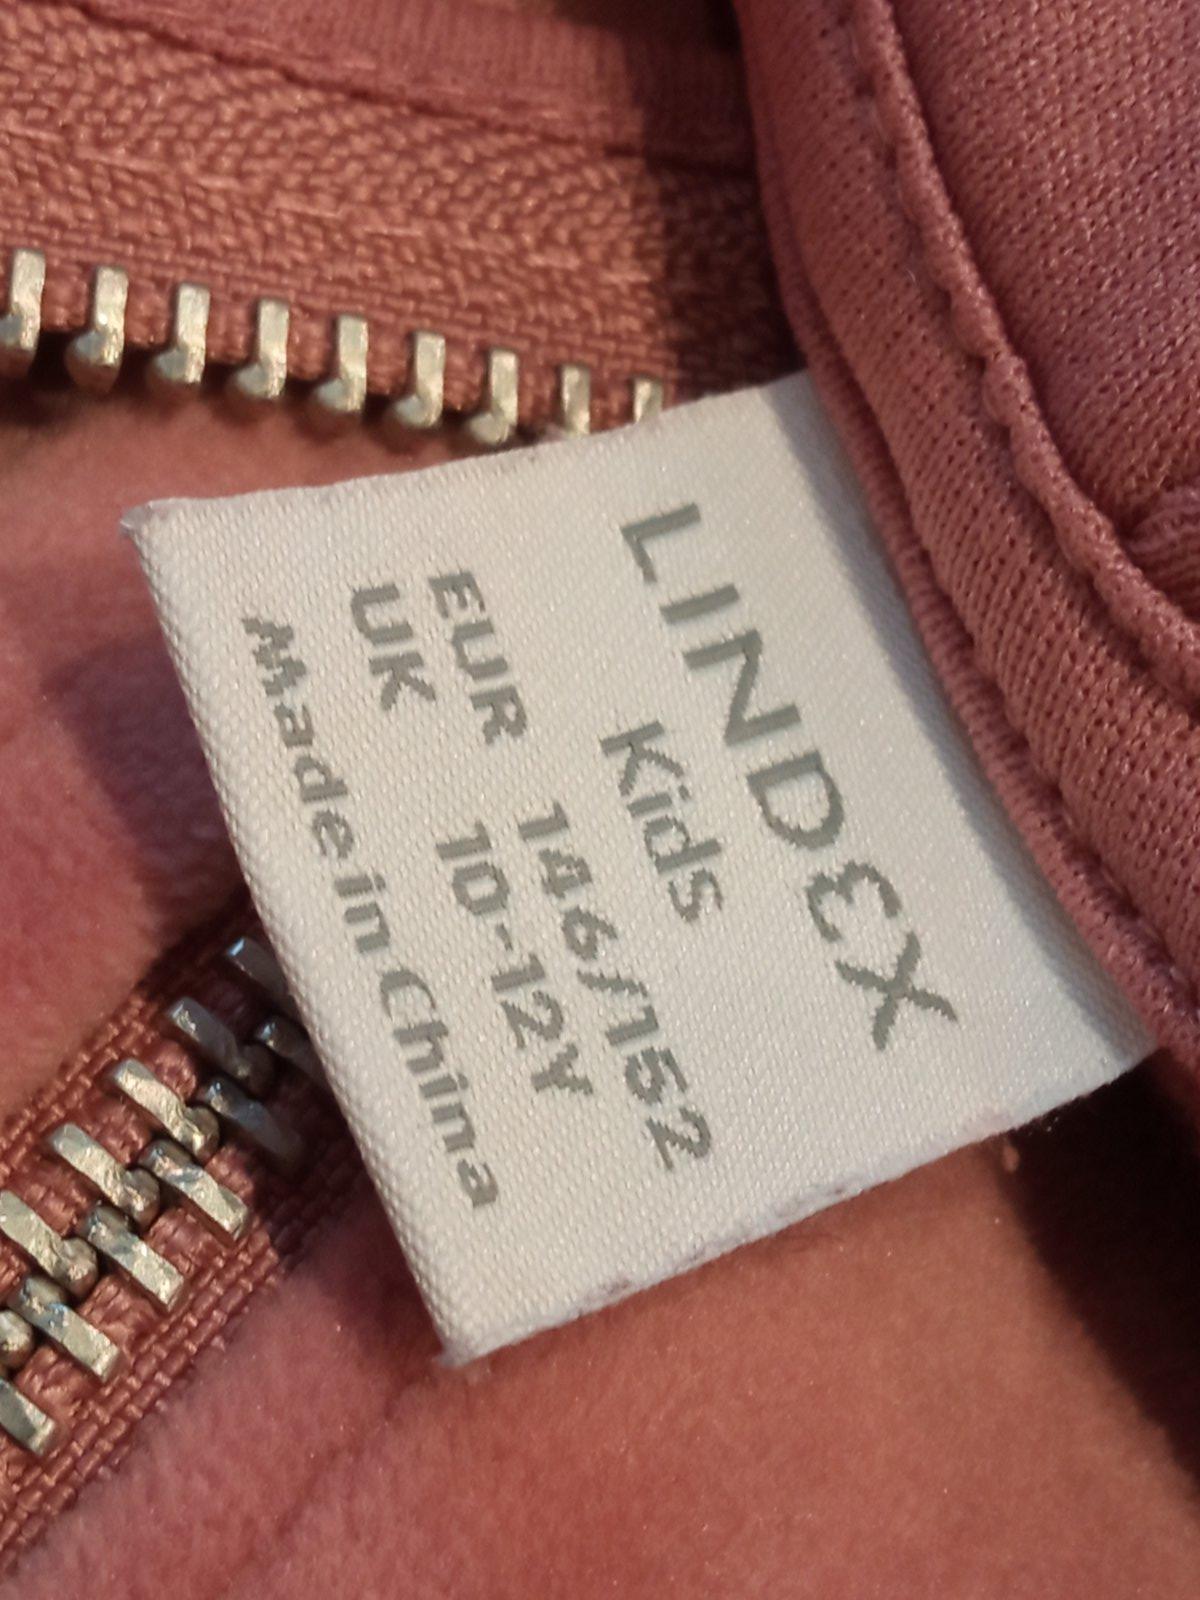 LINDEX
Kids
EUR 146/152
UK 10-12Y
Made in China